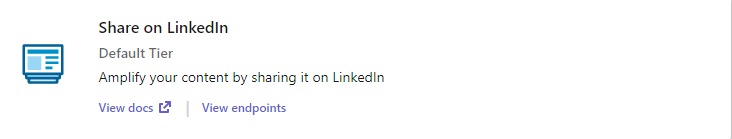 Share on LinkedIn
Default Tier
Amplify your content by sharing it on LinkedIn
View docs | View endpoints